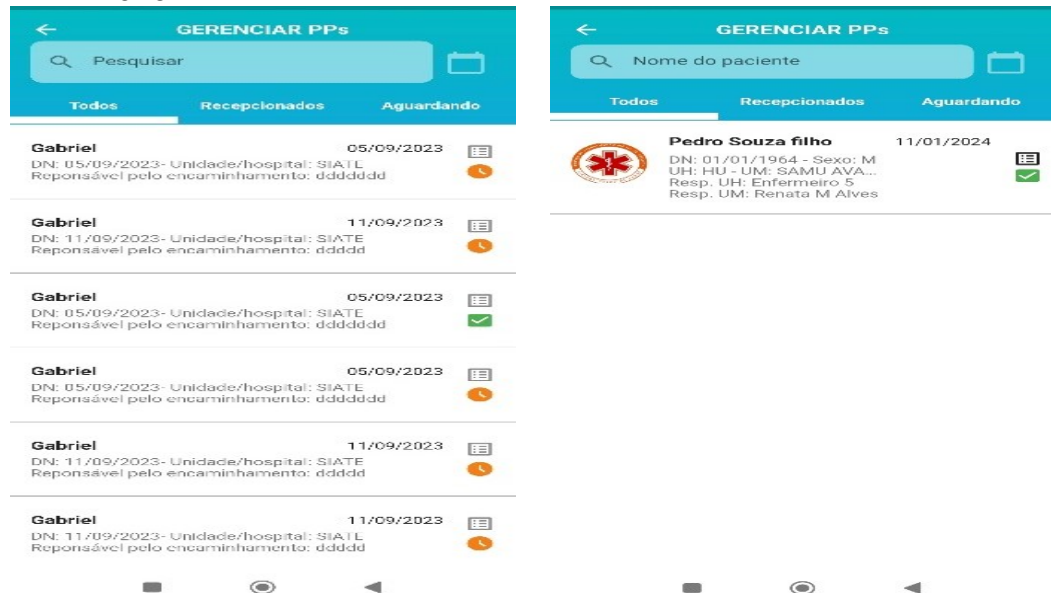 GERENCIAR PPs
Pesquisar
Todos Recepcionados Aguardando
Gabriel 05/09/2023
DN: 05/09/2023- Unidade/hospital: SIATE
Reponsável pelo encaminhamento: ddddddd
Gabriel 11/09/2023
DN: 11/09/2023- Unidade/hospital: SIATE
Reponsável pelo encaminhamento: ddddd
Gabriel 05/09/2023
DN: 05/09/2023- Unidade/hospital: SIATE
Reponsável pelo encaminhamento: ddddddd
Gabriel 05/09/2023
DN: 05/09/2023- Unidade/hospital: SIATE
Reponsável pelo encaminhamento: ddddddd
Gabriel 11/09/2023
DN: 11/09/2023- Unidade/hospital: SIATE
Reponsável pelo encaminhamento: ddddd
Gabriel 11/09/2023
DN: 11/09/2023- Unidade/hospital: SIATE
Reponsável pelo encaminhamento: ddddd
GERENCIAR PPs
Nome do paciente
Todos Recepcionados Aguardando
Pedro Souza filho 11/01/2024
DN: 01/01/1964 - Sexo: M
UH: HU - UM: SAMU AVA...
Resp. UH: Enfermeiro 5
Resp. UM: Renata M Alves